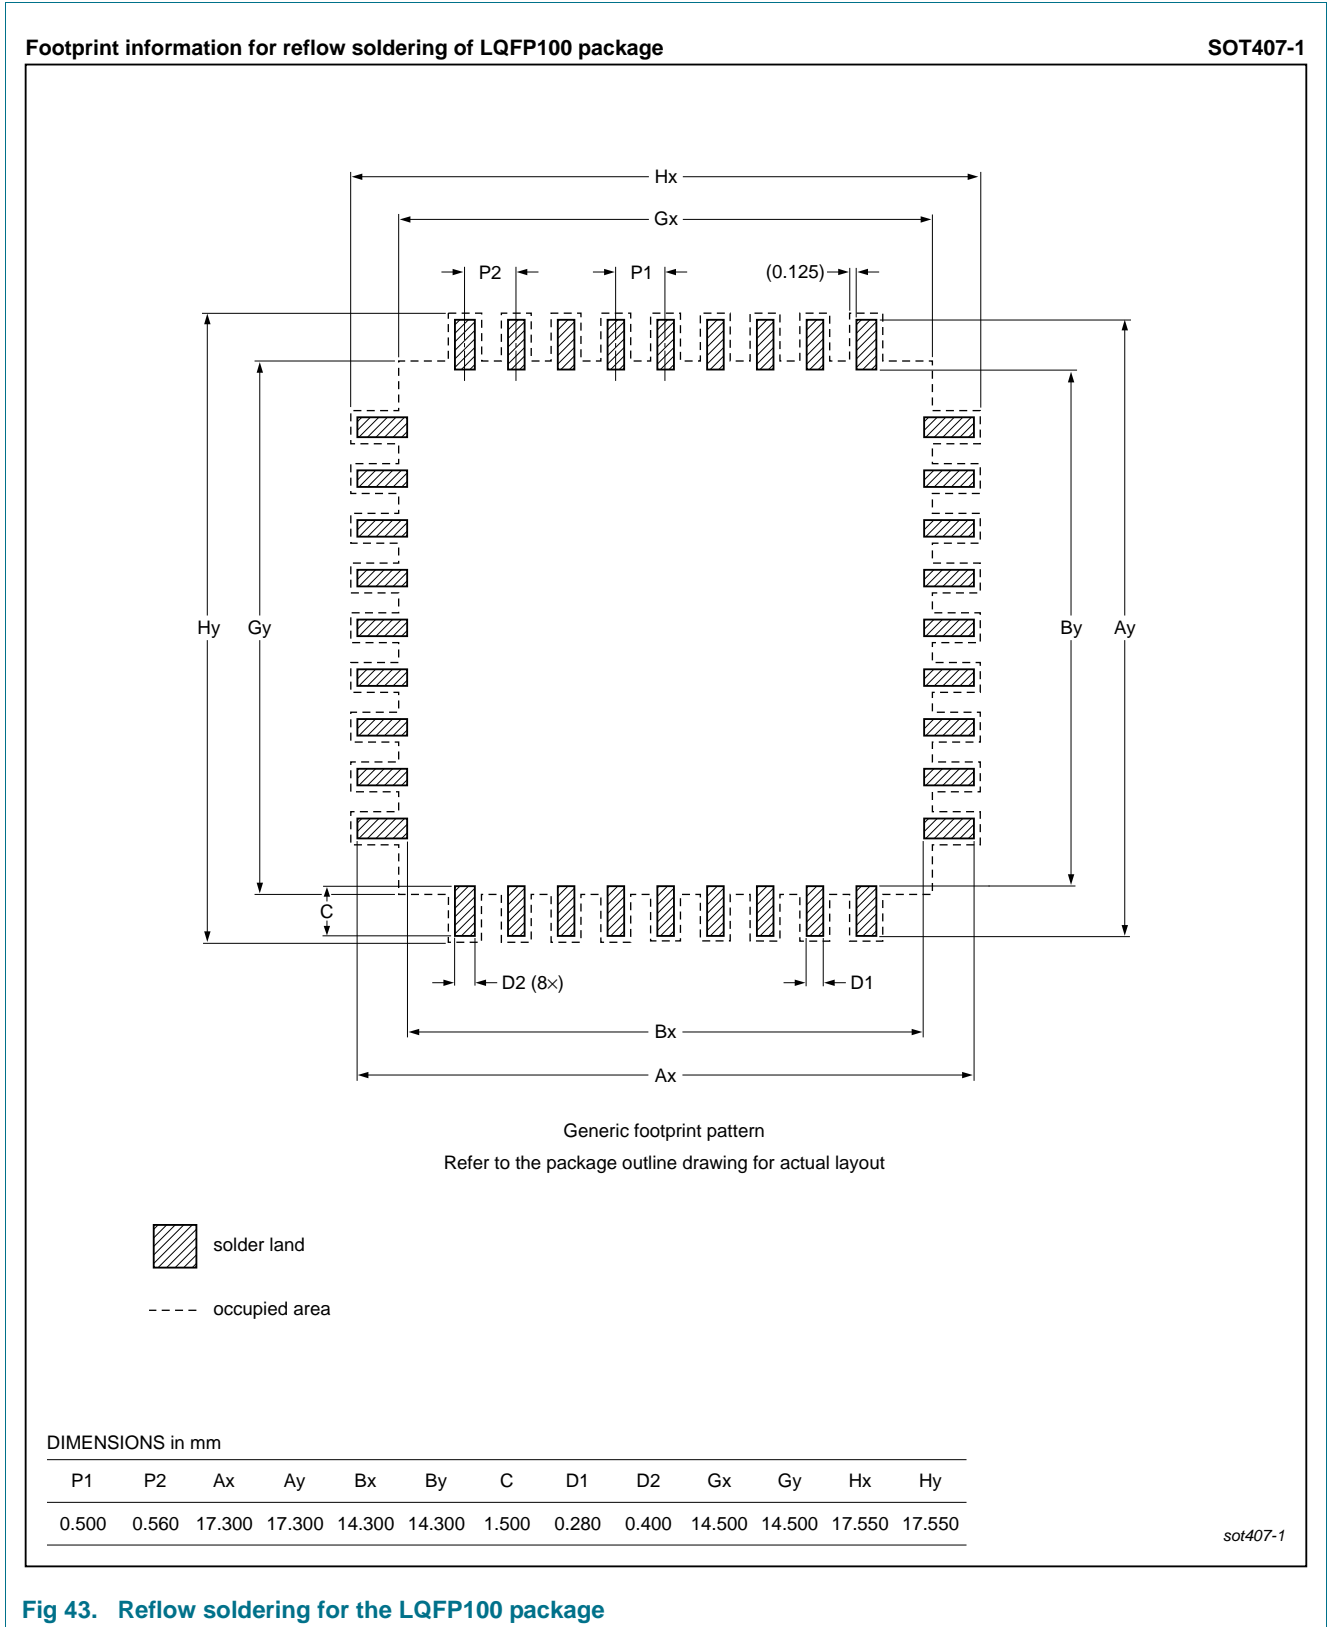 Footprint information for reflow soldering of LQFP100 package SOT407-1
Hx
Gx
P2 P1 (0.125)
Hy Gy By Ay
C
D2 (8×) D1
Bx
Ax
Generic footprint pattern
Refer to the package outline drawing for actual layout
solder land
occupied area
DIMENSIONS in mm
P1 P2 Ax Ay Bx By C D1 D2 Gx Gy Hx Hy
0.500 0.560 17.300 17.300 14.300 14.300 1.500 0.280 0.400 14.500 14.500 17.550 17.550
sot407-1
Fig 43. Reflow soldering for the LQFP100 package